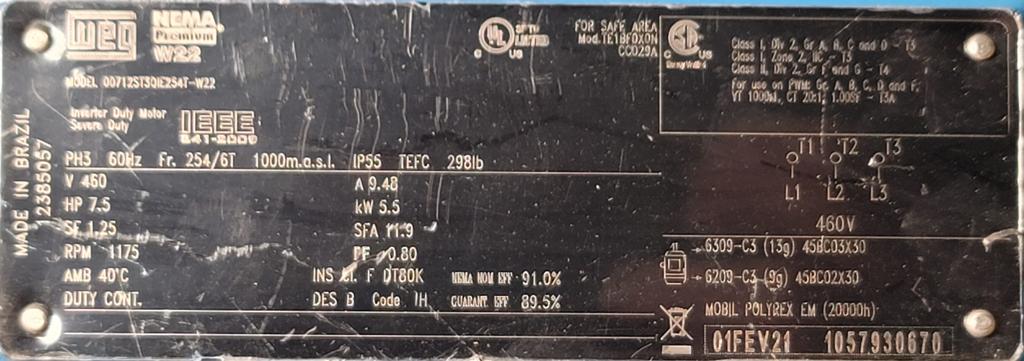 WEG
NEMA
Premium
W22
MODEL 00712ST3QIE254T-W22
Inverter Duty Motor
Severe Duty
IEEE
841-2009
c UL US
LISTED
FOR SAFE AREA
Mod.TE1BF0X0N
CC029A
Class I, Div 2, Gr A, B, C and D - T3
Class I, Zone 2, IIC - T3
Class II, Div 2, Gr F and G - T4
For use on PWM: Gr. A, B, C, D and F,
VT 1000:1, CT 20:1, 1.00SF - T3A
MADE IN BRAZIL
12385057
PH3 60Hz Fr. 254/6T 1000m.a.s.l. IP55 TEFC 298lb
V 460 A 9.48
HP 7.5 kW 5.5
SF 1.25 SFA 11.9
RPM 1175 PF 0.80
AMB 40°C INS CL. F DT80K NEMA NOM EFF 91.0%
DUTY CONT. DES B Code H GUARANT. EFF 89.5%
T1 T2 T3
L1 L2 L3
460V
6309-C3 (13g) 45BC03X30
6209-C3 (9g) 45BC02X30
MOBIL POLYREX EM (20000h)
01FEV21 1057930670